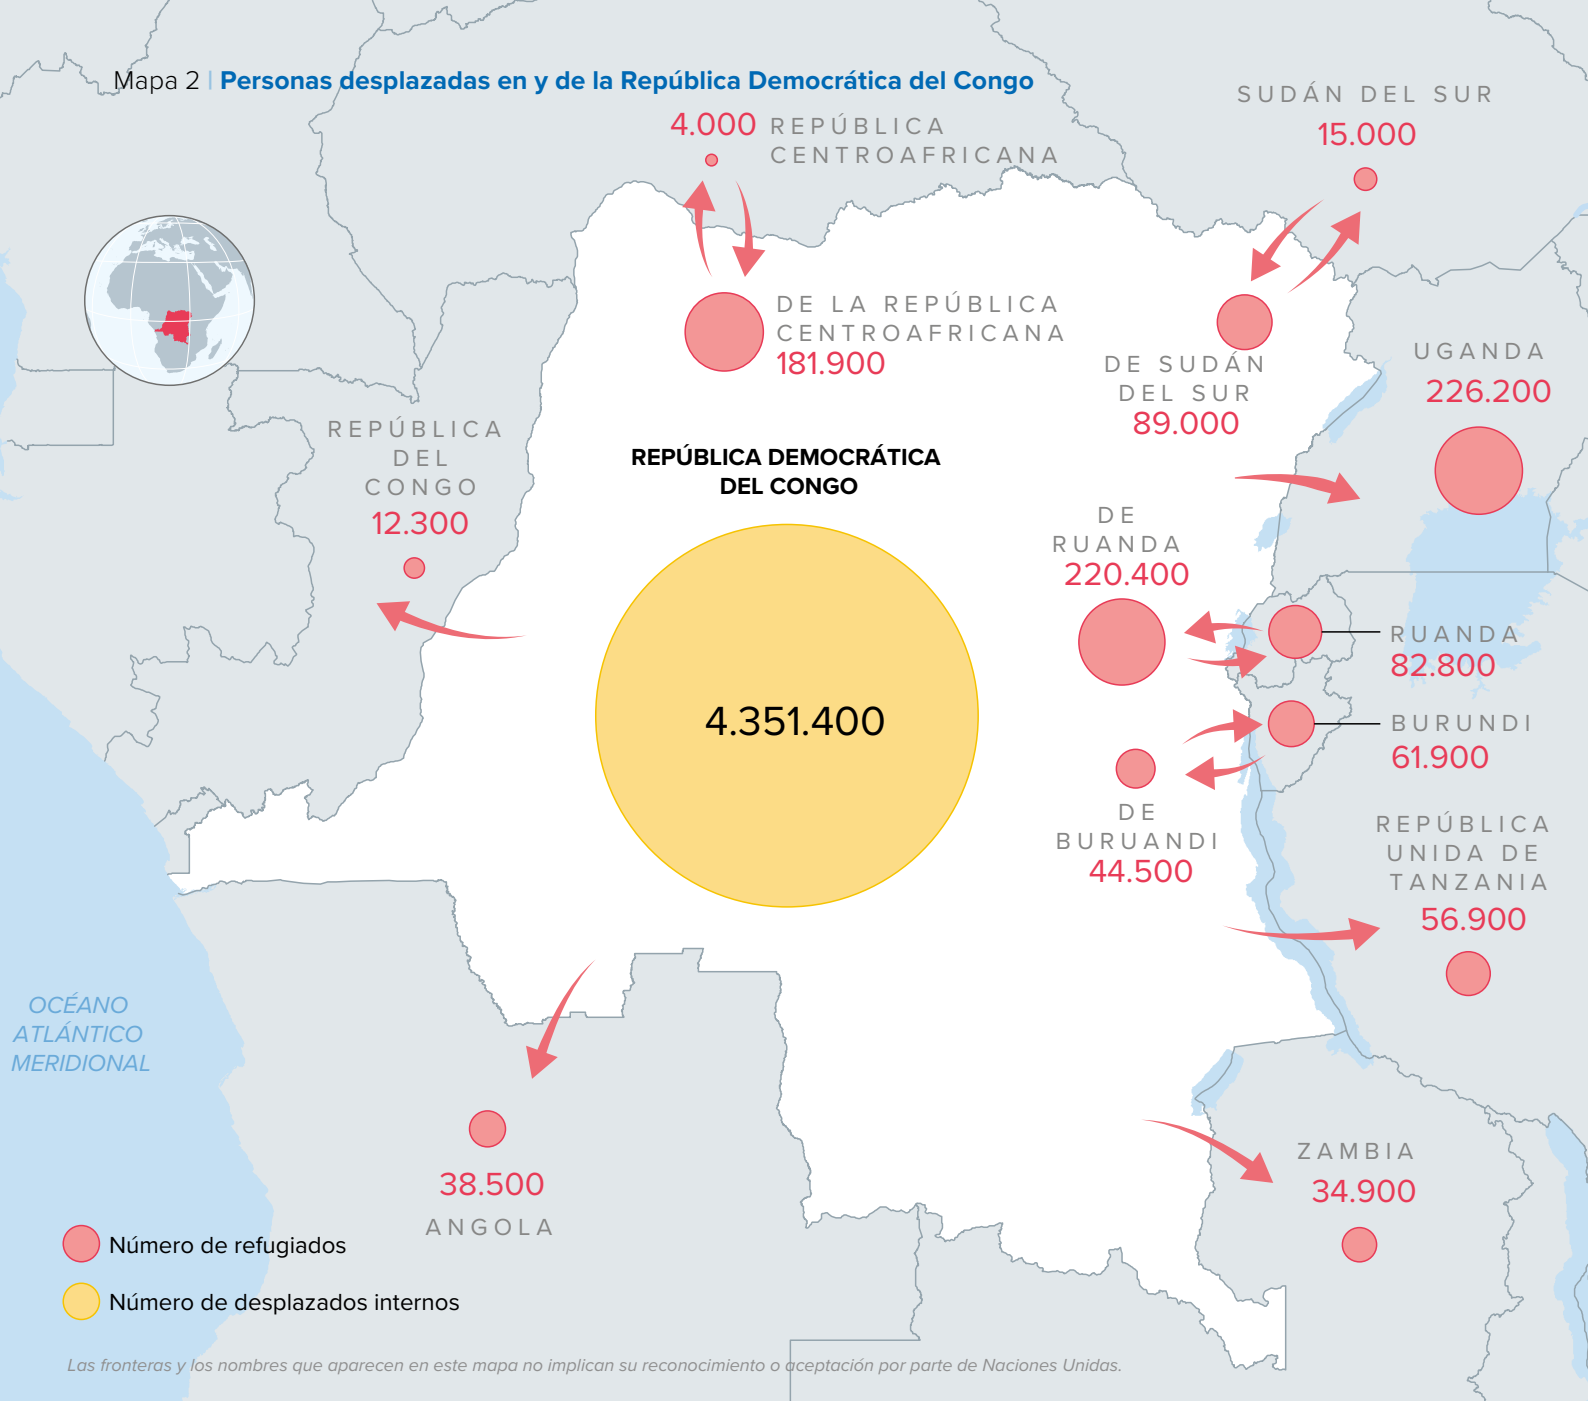 Mapa 2 | Personas desplazadas en y de la República Democrática del Congo
4.000
REPÚBLICA
CENTROAFRICANA
SUDÁN DEL SUR
15.000
DE LA REPÚBLICA
CENTROAFRICANA
181.900
DE SUDÁN
DEL SUR
89.000
UGANDA
226.200
REPÚBLICA
DEL
CONGO
12.300
REPÚBLICA DEMOCRÁTICA
DEL CONGO
4.351.400
DE
RUANDA
220.400
RUANDA
82.800
BURUNDI
61.900
DE
BURUANDI
44.500
REPÚBLICA
UNIDA DE
TANZANIA
56.900
OCÉANO
ATLÁNTICO
MERIDIONAL
38.500
ANGOLA
ZAMBIA
34.900
Número de refugiados
Número de desplazados internos
Las fronteras y los nombres que aparecen en este mapa no implican su reconocimiento o aceptación por parte de Naciones Unidas.